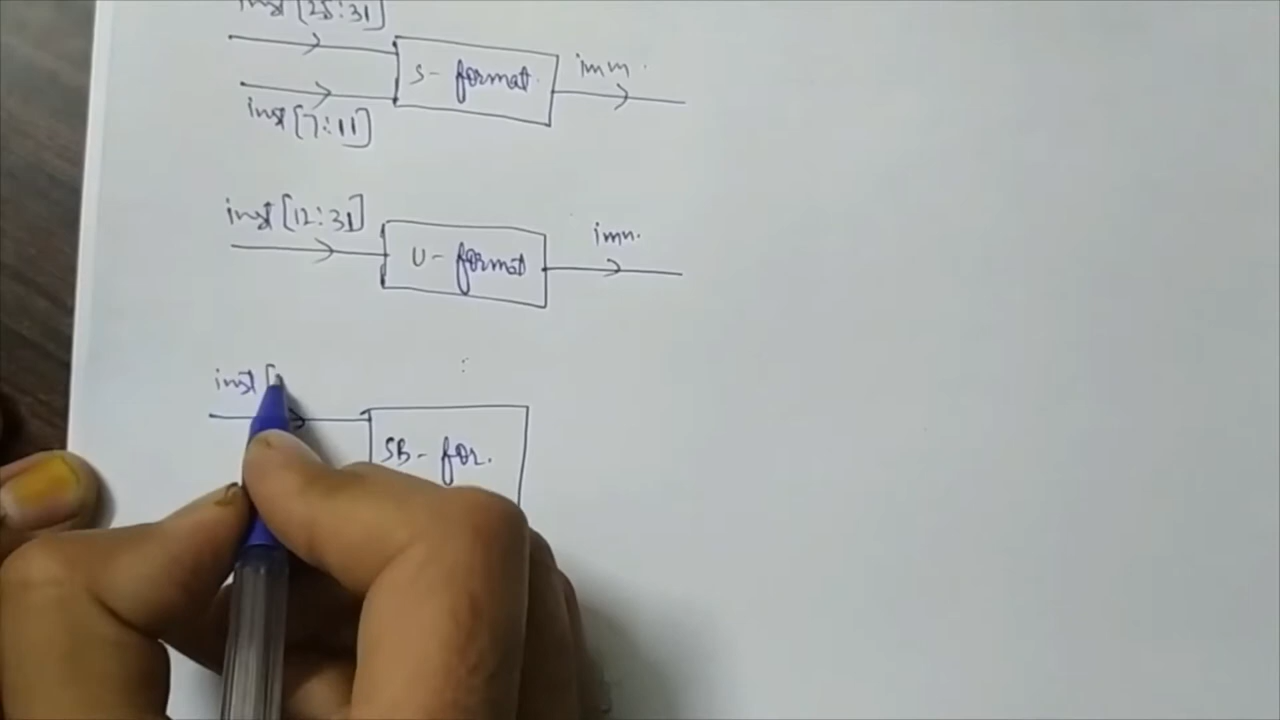 inst [25:31]
S - format.
imm.
inst [7:11]
inst [12:31]
U - format
imm.
inst [
SB - for.